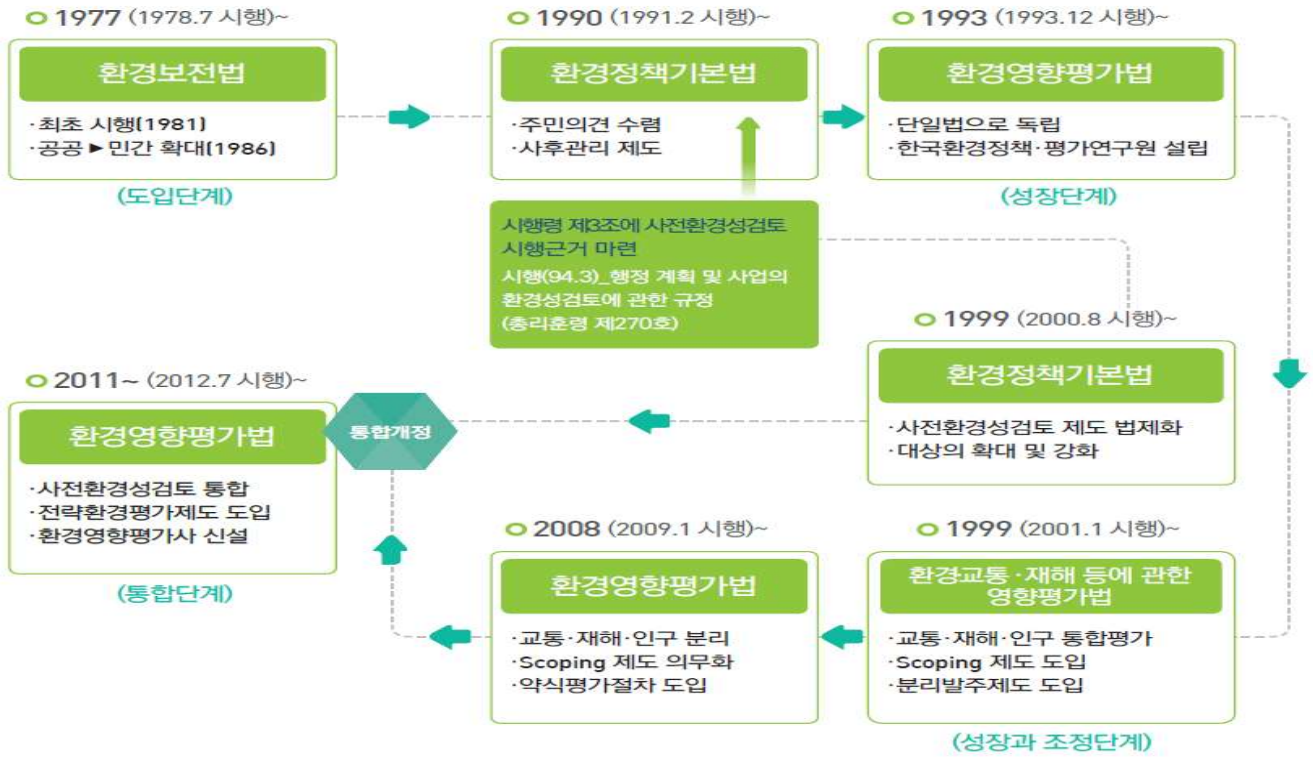 1977 (1978.7 시행)~
환경보전법
·최초 시행(1981)
·공공 ▶ 민간 확대(1986)
(도입단계)
1990 (1991.2 시행)~
환경정책기본법
·주민의견 수렴
·사후관리 제도
1993 (1993.12 시행)~
환경영향평가법
·단일법으로 독립
·한국환경정책·평가연구원 설립
(성장단계)
시행령 제3조에 사전환경성검토
시행근거 마련
시행(94.3)_행정 계획 및 사업의
환경성검토에 관한 규정
(총리훈령 제270호)
1999 (2000.8 시행)~
환경정책기본법
·사전환경성검토 제도 법제화
·대상의 확대 및 강화
1999 (2001.1 시행)~
환경교통·재해 등에 관한
영향평가법
·교통·재해·인구 통합평가
·Scoping 제도 도입
·분리발주제도 도입
(성장과 조정단계)
2008 (2009.1 시행)~
환경영향평가법
·교통·재해·인구 분리
·Scoping 제도 의무화
·약식평가절차 도입
통합개정
2011~ (2012.7 시행)~
환경영향평가법
·사전환경성검토 통합
·전략환경평가제도 도입
·환경영향평가사 신설
(통합단계)